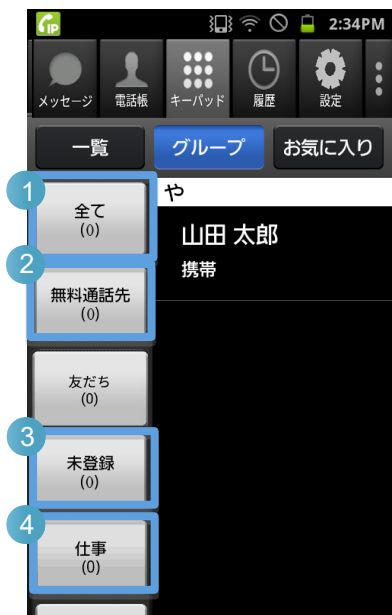 iP
2:34PM
メッセージ
電話帳
キーパッド
履歴
設定
一覧
グループ
お気に入り
1
全て
(0)
2
無料通話先
(0)
友だち
(0)
3
未登録
(0)
4
仕事
(0)
や
山田 太郎
携帯